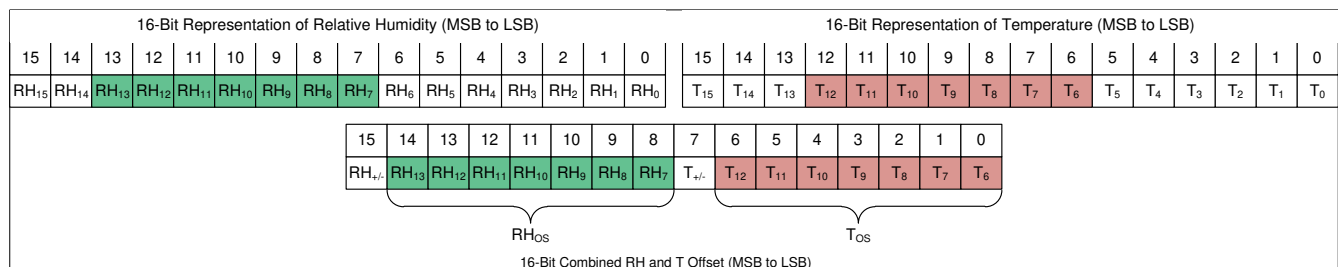 16-Bit Representation of Relative Humidity (MSB to LSB) 16-Bit Representation of Temperature (MSB to LSB)
15 14 13 12 11 10 9 8 7 6 5 4 3 2 1 0 15 14 13 12 11 10 9 8 7 6 5 4 3 2 1 0
RH15 RH14 RH13 RH12 RH11 RH10 RH9 RH8 RH7 RH6 RH5 RH4 RH3 RH2 RH1 RH0 T15 T14 T13 T12 T11 T10 T9 T8 T7 T6 T5 T4 T3 T2 T1 T0
15 14 13 12 11 10 9 8 7 6 5 4 3 2 1 0
RH+/- RH13 RH12 RH11 RH10 RH9 RH8 RH7 T+/- T12 T11 T10 T9 T8 T7 T6
RHOS TOS
16-Bit Combined RH and T Offset (MSB to LSB)